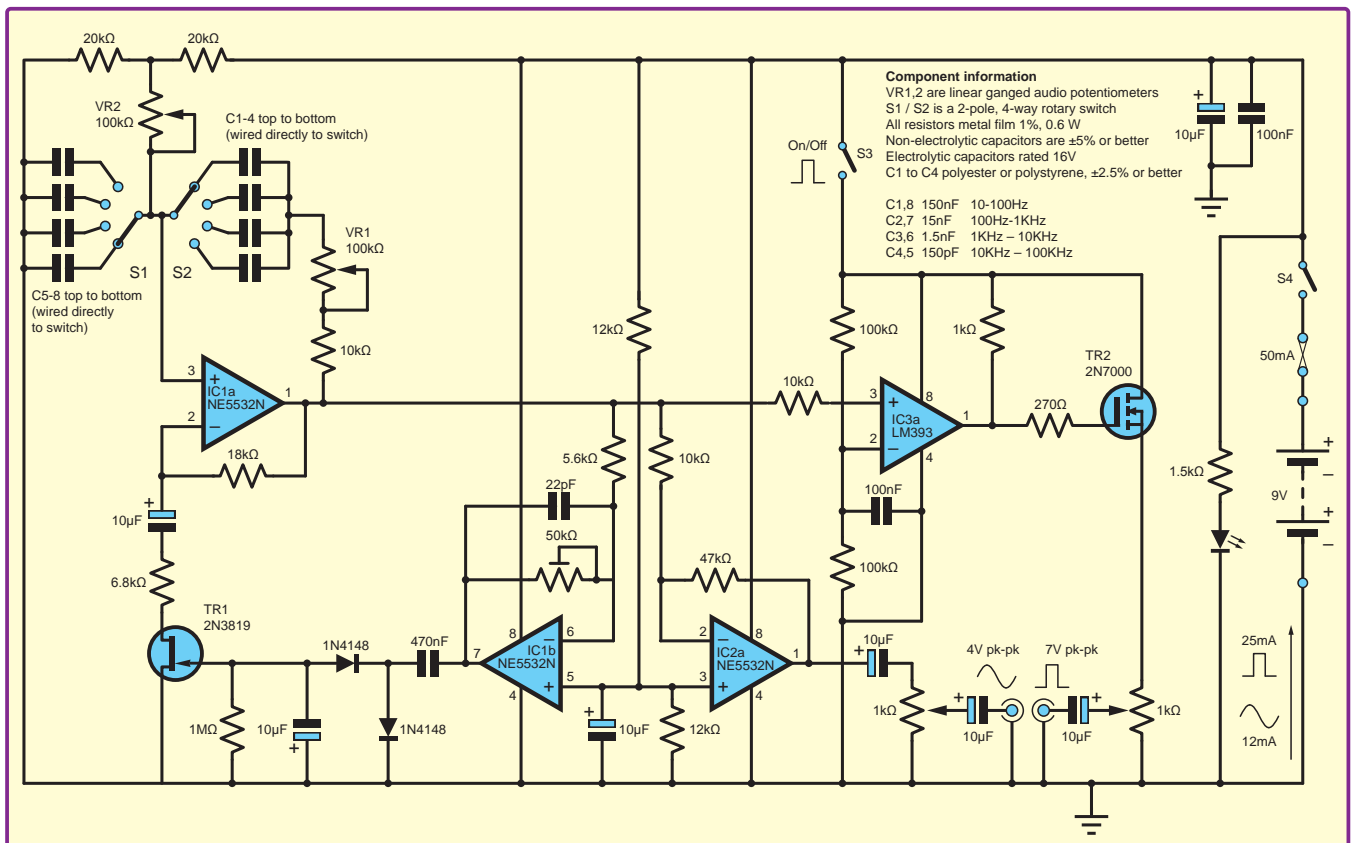 20kΩ
20kΩ
VR2
100kΩ
C1-4 top to bottom
(wired directly to switch)
S1
S2
VR1
100kΩ
C5-8 top to bottom
(wired directly
to switch)
10kΩ
3
+
IC1a
NE5532N
1
2
–
18kΩ
+
10µF
6.8kΩ
TR1
2N3819
1MΩ
10µF
+
1N4148
1N4148
470nF
22pF
50kΩ
5.6kΩ
10kΩ
12kΩ
7
8
–
6
IC1b
NE5532N
+
5
4
+
10µF
12kΩ
47kΩ
2
–
8
IC2a
NE5532N
1
3
+
4
10kΩ
On/Off
S3
100kΩ
1kΩ
3
+
8
IC3a
LM393
1
2
–
4
100nF
100kΩ
270Ω
TR2
2N7000
10µF
+
1kΩ
4V pk-pk
7V pk-pk
+
10µF
+
10µF
1kΩ
Component information
VR1,2 are linear ganged audio potentiometers
S1 / S2 is a 2-pole, 4-way rotary switch
All resistors metal film 1%, 0.6 W
Non-electrolytic capacitors are ±5% or better
Electrolytic capacitors rated 16V
C1 to C4 polyester or polystyrene, ±2.5% or better
C1,8 150nF 10-100Hz
C2,7 15nF 100Hz-1KHz
C3,6 1.5nF 1KHz – 10KHz
C4,5 150pF 10KHz – 100KHz
+
10µF
100nF
S4
50mA
1.5kΩ
+
–
9V
+
–
25mA
12mA